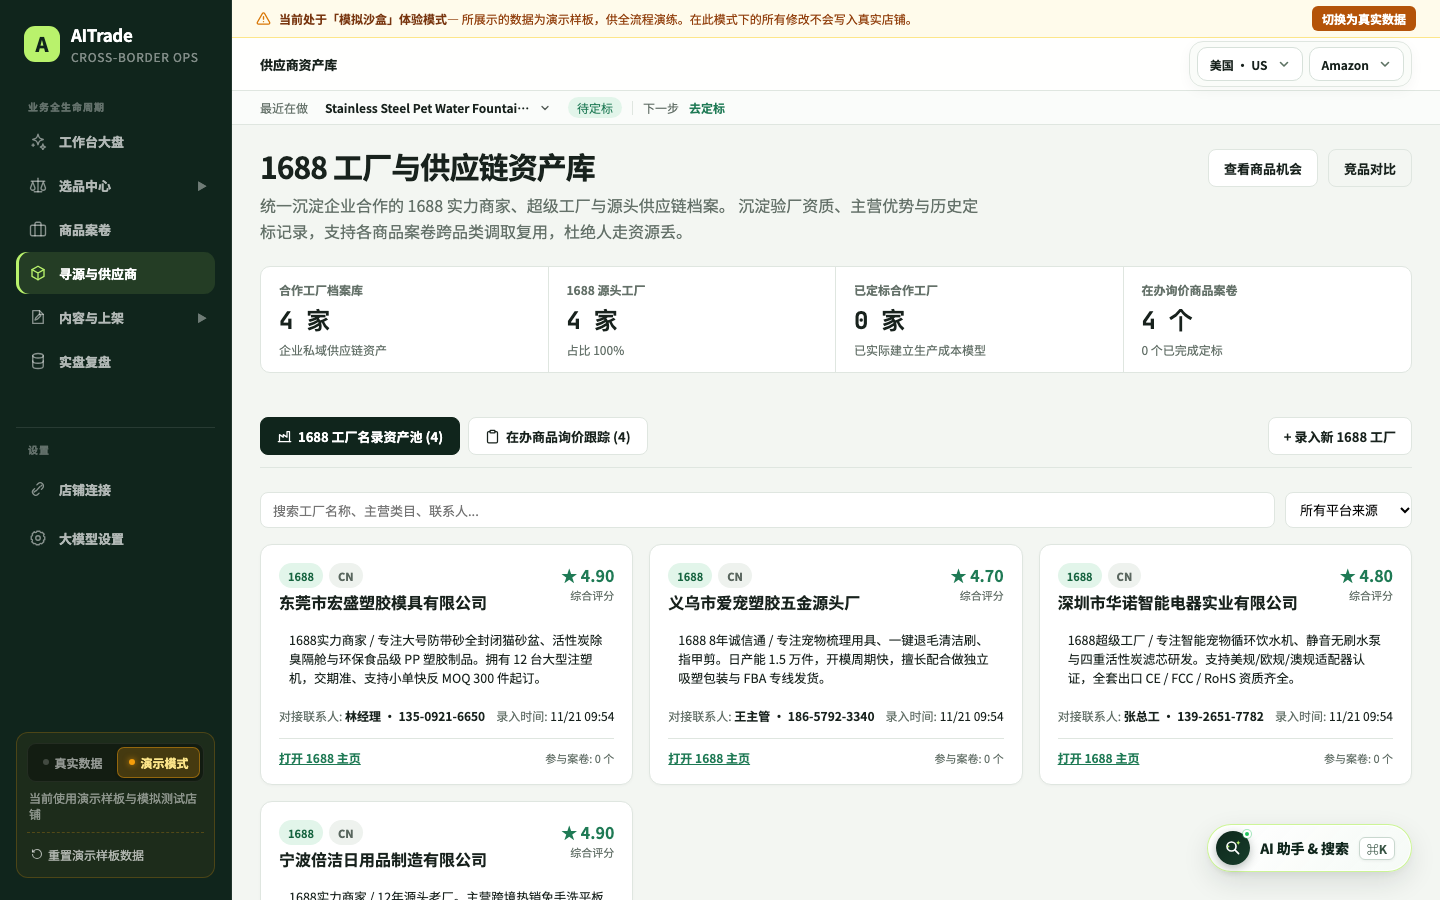 A
AITrade
CROSS-BORDER OPS
业务全生命周期
工作台大盘
选品中心
商品案卷
寻源与供应商
内容与上架
实盘复盘
设置
店铺连接
大模型设置
真实数据
演示模式
当前使用演示样板与模拟测试店
铺
重置演示样板数据
当前处于「模拟沙盒」体验模式— 所展示的数据为演示样板，供全流程演练。在此模式下的所有修改不会写入真实店铺。
切换为真实数据
供应商资产库
美国 • US
Amazon
最近在做
Stainless Steel Pet Water Fountai···
待定标
下一步
去定标
1688 工厂与供应链资产库
统一沉淀企业合作的 1688 实力商家、超级工厂与源头供应链档案。 沉淀验厂资质、主营优势与历史定
标记录，支持各商品案卷跨品类调取复用，杜绝人走资源丢。
查看商品机会
竞品对比
合作工厂档案库
4 家
企业私域供应链资产
1688 源头工厂
4 家
占比 100%
已定标合作工厂
0 家
已实际建立生产成本模型
在办询价商品案卷
4 个
0 个已完成定标
1688 工厂名录资产池 (4)
在办商品询价跟踪 (4)
+ 录入新 1688 工厂
搜索工厂名称、主营类目、联系人...
所有平台来源
1688
CN
★ 4.90
综合评分
东莞市宏盛塑胶模具有限公司
1688实力商家 / 专注大号防带砂全封闭猫砂盆、活性炭除
臭隔舱与环保食品级 PP 塑胶制品。拥有 12 台大型注塑
机，交期准、支持小单快反 MOQ 300 件起订。
对接联系人: 林经理 • 135-0921-6650
录入时间: 11/21 09:54
打开 1688 主页
参与案卷: 0 个
1688
CN
★ 4.70
综合评分
义乌市爱宠塑胶五金源头厂
1688 8年诚信通 / 专注宠物梳理用具、一键退毛清洁刷、
指甲剪。日产能 1.5 万件，开模周期快，擅长配合做独立
吸塑包装与 FBA 专线发货。
对接联系人: 王主管 • 186-5792-3340
录入时间: 11/21 09:54
打开 1688 主页
参与案卷: 0 个
1688
CN
★ 4.80
综合评分
深圳市华诺智能电器实业有限公司
1688超级工厂 / 专注智能宠物循环饮水机、静音无刷水泵
与四重活性炭滤芯研发。支持美规/欧规/澳规适配器认
证，全套出口 CE / FCC / RoHS 资质齐全。
对接联系人: 张总工 • 139-2651-7782
录入时间: 11/21 09:54
打开 1688 主页
参与案卷: 0 个
1688
CN
★ 4.90
综合评分
宁波倍洁日用品制造有限公司
1688实力商家 / 12年源头老厂。主营跨境热销免手洗平板
AI 助手 & 搜索
⌘K